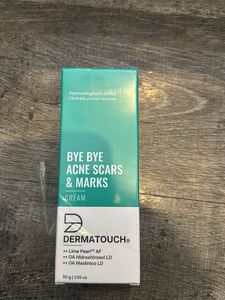 Dermatologically tested
Clinically proven actives
BYE BYE
ACNE SCARS
& MARKS
CREAM
DERMATOUCH®
++ Lime Pearl™ AF
++ OA Hidroxitirosol LD
++ OA Maslinico LD
30 g | 1.06 oz